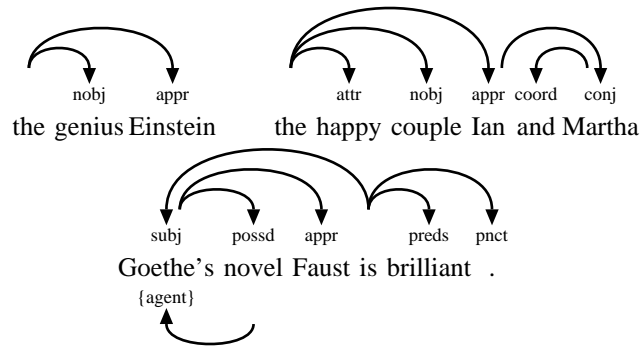 nobj appr attr nobj appr coord conj
the genius Einstein the happy couple Ian and Martha
subj possd appr preds pnct
Goethe's novel Faust is brilliant .
{agent}